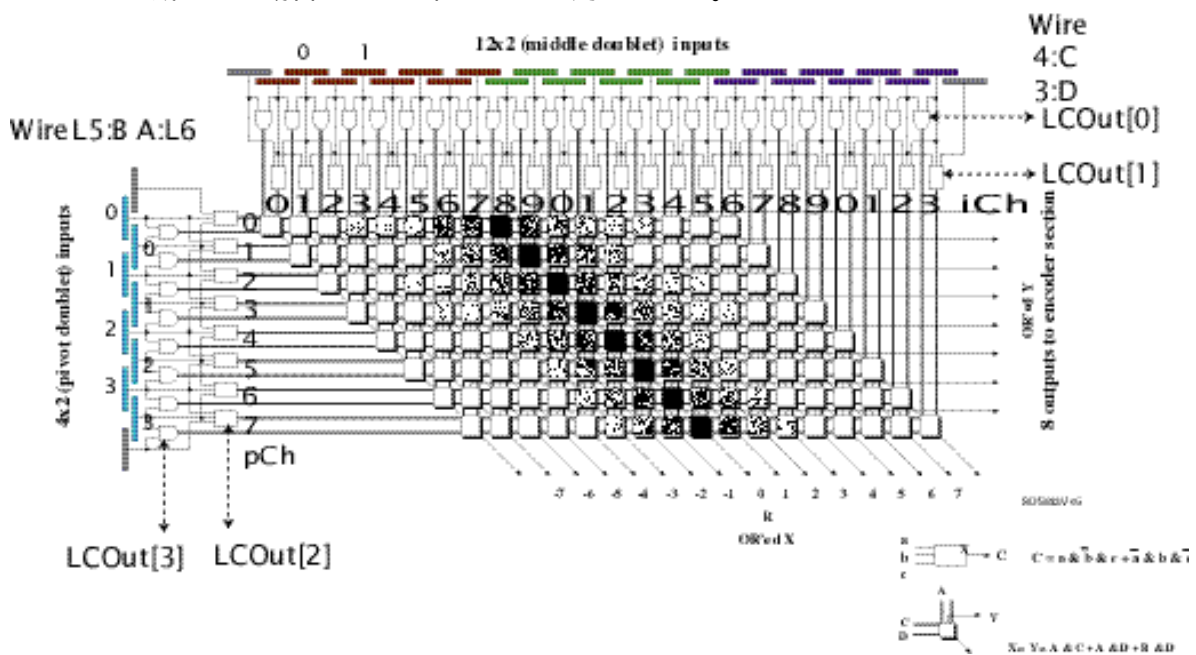 12x2 (middle doublet) inputs
Wire
4:C
3:D
0 1
LCOut[0]
Wire L5:B A:L6
LCOut[1]
0 1 2 3 4 5 6 7 8 9 0 1 2 3 4 5 6 7 8 9 0 1 2 3 iCh
4x2 (pivot doublet) inputs
0
1
2
3
0
1
2
3
0
1
2
3
4
5
6
7
pCh
OR'ed Y
8 outputs to encoder section
-7 -6 -5 -4 -3 -2 -1 0 1 2 3 4 5 6 7
R
OR'ed X
LCOut[3] LCOut[2]
a
b
c
X
C
A
C
D
Y